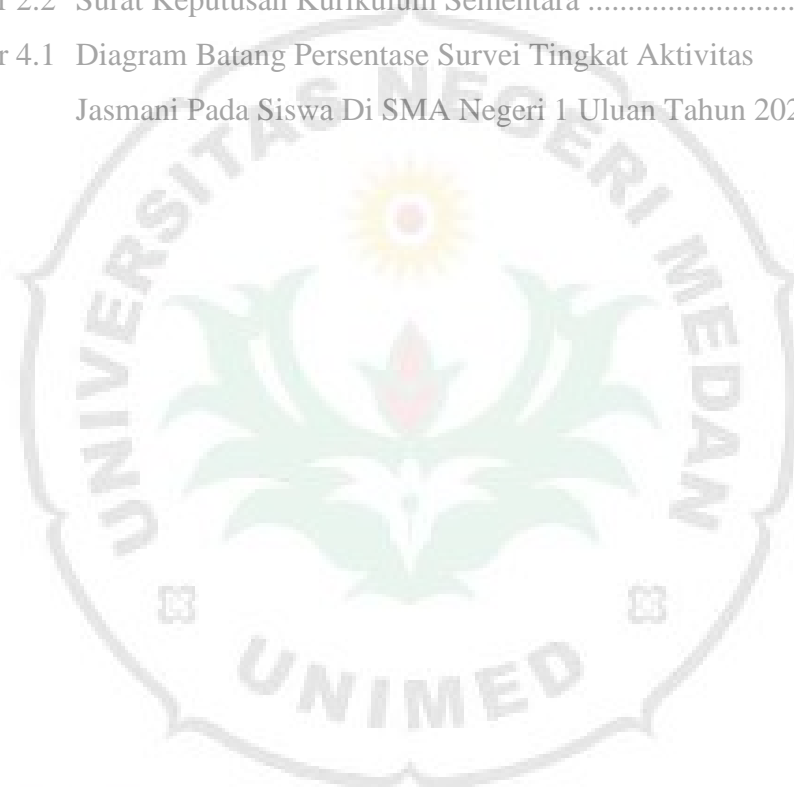 r 2.2 Surat Keputusan Kurikulum Sementara ..........................
r 4.1 Diagram Batang Persentase Survei Tingkat Aktivitas
Jasmani Pada Siswa Di SMA Negeri 1 Uluan Tahun 202
UNIVERSITAS NEGERI MEDAN
UNIMED